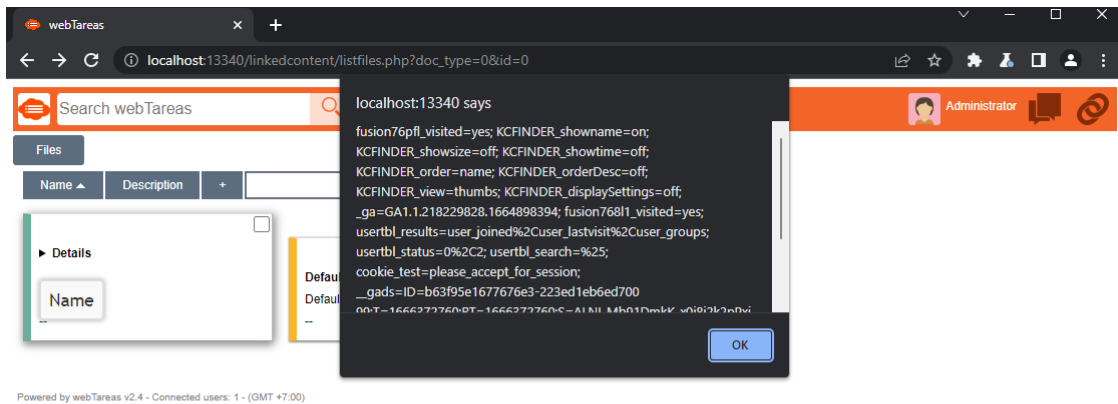 webTareas
localhost:13340/linkedcontent/listfiles.php?doc_type=0&id=0
Search webTareas
Administrator
Files
Name
Description
+
Details
Name
--
Defau
Defau
--
localhost:13340 says
fusion76pfl_visited=yes; KCFINDER_showname=on;
KCFINDER_showsize=off; KCFINDER_showtime=off;
KCFINDER_order=name; KCFINDER_orderDesc=off;
KCFINDER_view=thumbs; KCFINDER_displaySettings=off;
_ga=GA1.1.218229828.1664898394; fusion768l1_visited=yes;
usertbl_results=user_joined%2Cuser_lastvisit%2Cuser_groups;
usertbl_status=0%2C2; usertbl_search=%25;
cookie_test=please_accept_for_session;
__gads=ID=b63f95e1677676e3-223ed1eb6ed700
OK
Powered by webTareas v2.4 - Connected users: 1 - (GMT +7:00)